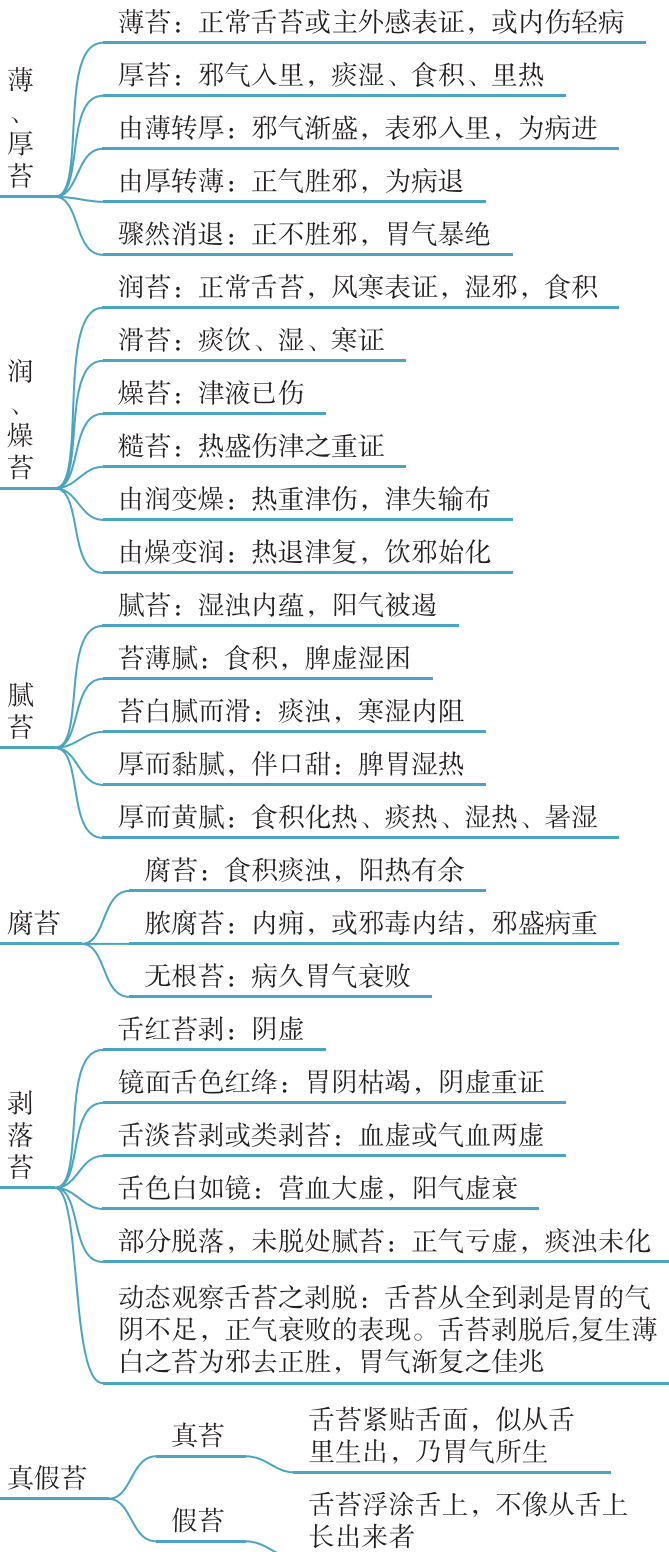 薄、厚苔
薄苔：正常舌苔或主外感表证，或内伤轻病
厚苔：邪气入里，痰湿、食积、里热
由薄转厚：邪气渐盛，表邪入里，为病进
由厚转薄：正气胜邪，为病退
骤然消退：正不胜邪，胃气暴绝
润、燥苔
润苔：正常舌苔，风寒表证，湿邪，食积
滑苔：痰饮、湿、寒证
燥苔：津液已伤
糙苔：热盛伤津之重证
由润变燥：热重津伤，津失输布
由燥变润：热退津复，饮邪始化
腻苔
腻苔：湿浊内蕴，阳气被遏
苔薄腻：食积，脾虚湿困
苔白腻而滑：痰浊，寒湿内阻
厚而黏腻，伴口甜：脾胃湿热
厚而黄腻：食积化热、痰热、湿热、暑湿
腐苔
腐苔：食积痰浊，阳热有余
脓腐苔：内痈，或邪毒内结，邪盛病重
无根苔：病久胃气衰败
剥落苔
舌红苔剥：阴虚
镜面舌色红绛：胃阴枯竭，阴虚重证
舌淡苔剥或类剥苔：血虚或气血两虚
舌色白如镜：营血大虚，阳气虚衰
部分脱落，未脱处腻苔：正气亏虚，痰浊未化
动态观察舌苔之剥脱：舌苔从全到剥是胃的气
阴不足，正气衰败的表现。舌苔剥脱后,复生薄
白之苔为邪去正胜，胃气渐复之佳兆
真假苔
真苔
舌苔紧贴舌面，似从舌
里生出，乃胃气所生
假苔
舌苔浮涂舌上，不像从舌上
长出来者